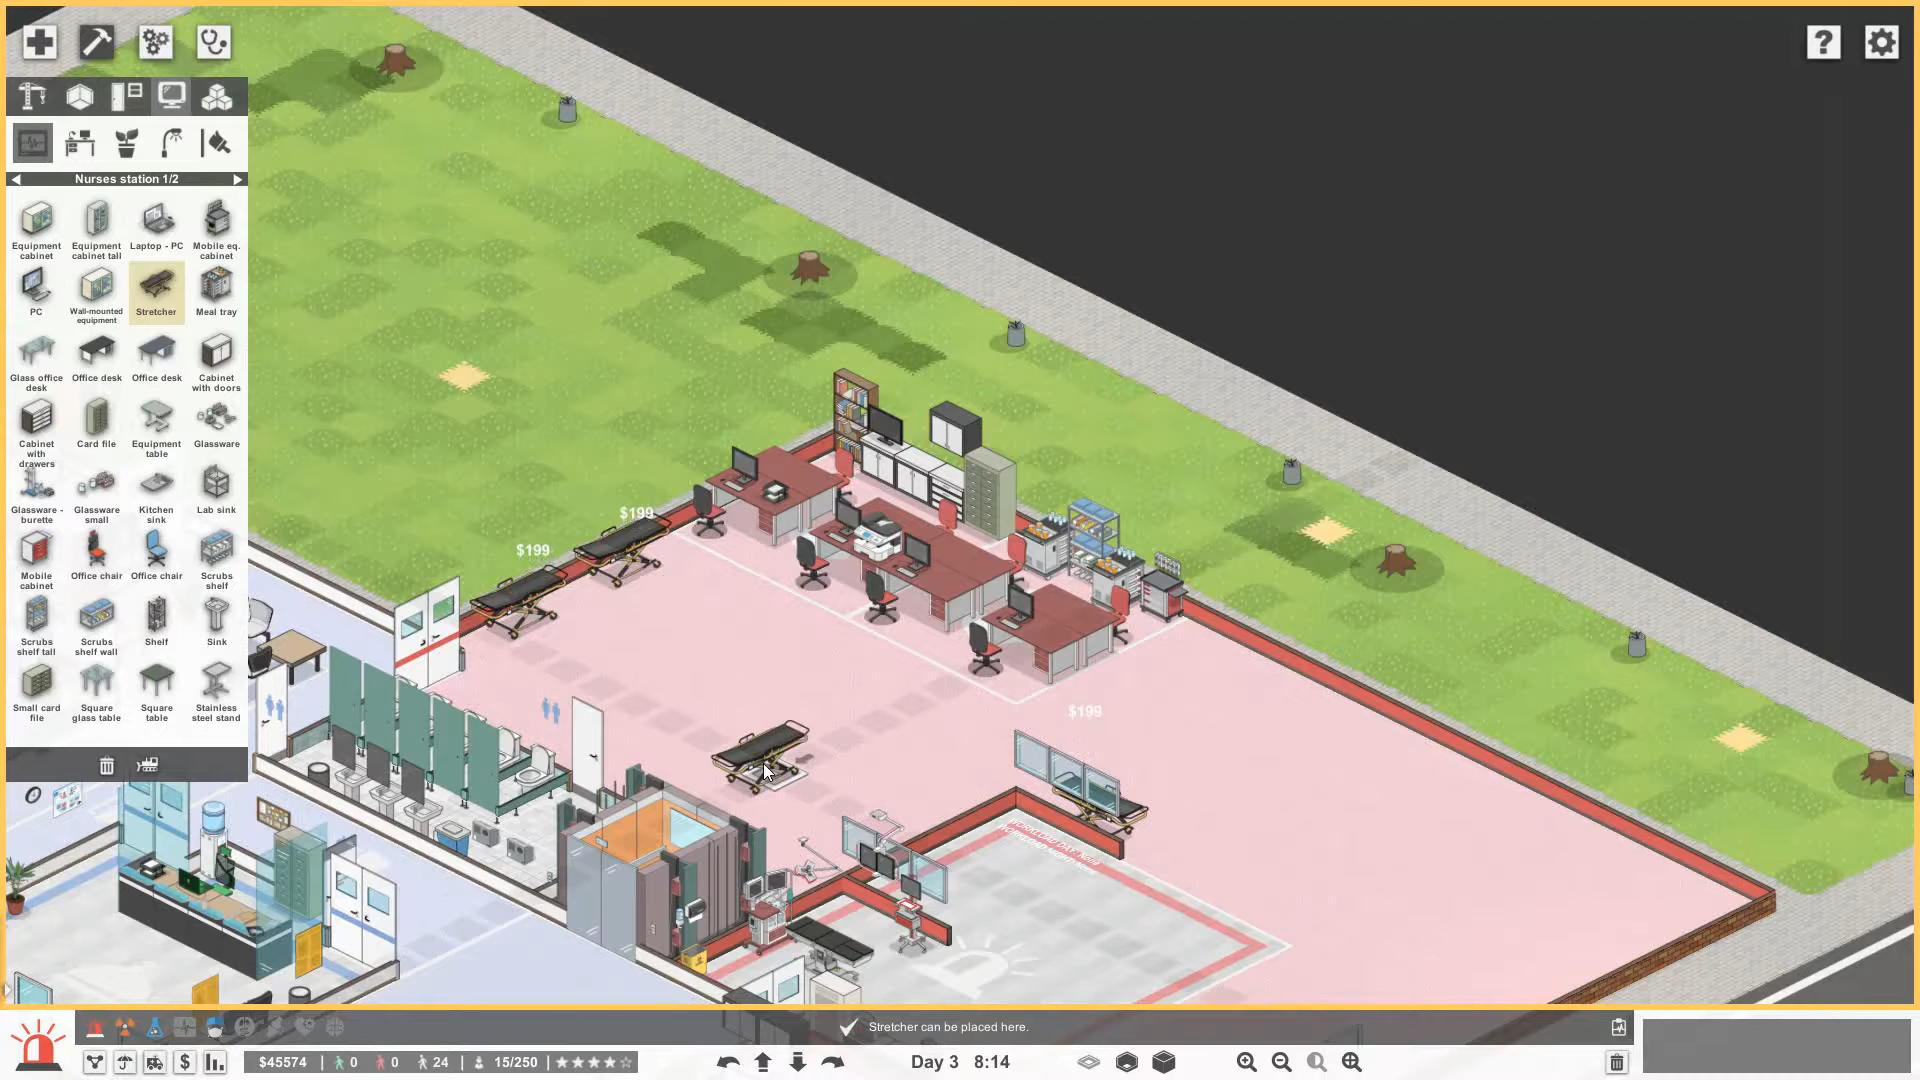 Nurses station 1/2
Equipment cabinet
Equipment cabinet tall
Laptop - PC
Mobile eq. cabinet
PC
Wall-mounted equipment
Stretcher
Meal tray
Glass office desk
Office desk
Office desk
Cabinet with doors
Cabinet with drawers
Card file
Equipment table
Glassware
Glassware - burette
Glassware small
Kitchen sink
Lab sink
Mobile cabinet
Office chair
Office chair
Scrubs shelf
Scrubs shelf tall
Scrubs shelf wall
Shelf
Sink
Small card file
Square glass table
Square table
Stainless steel stand
$199
$199
$199
WORKLOAD DAY: None
Stretcher can be placed here.
$45574
0
0
24
15/250
Day 3 8:14
?